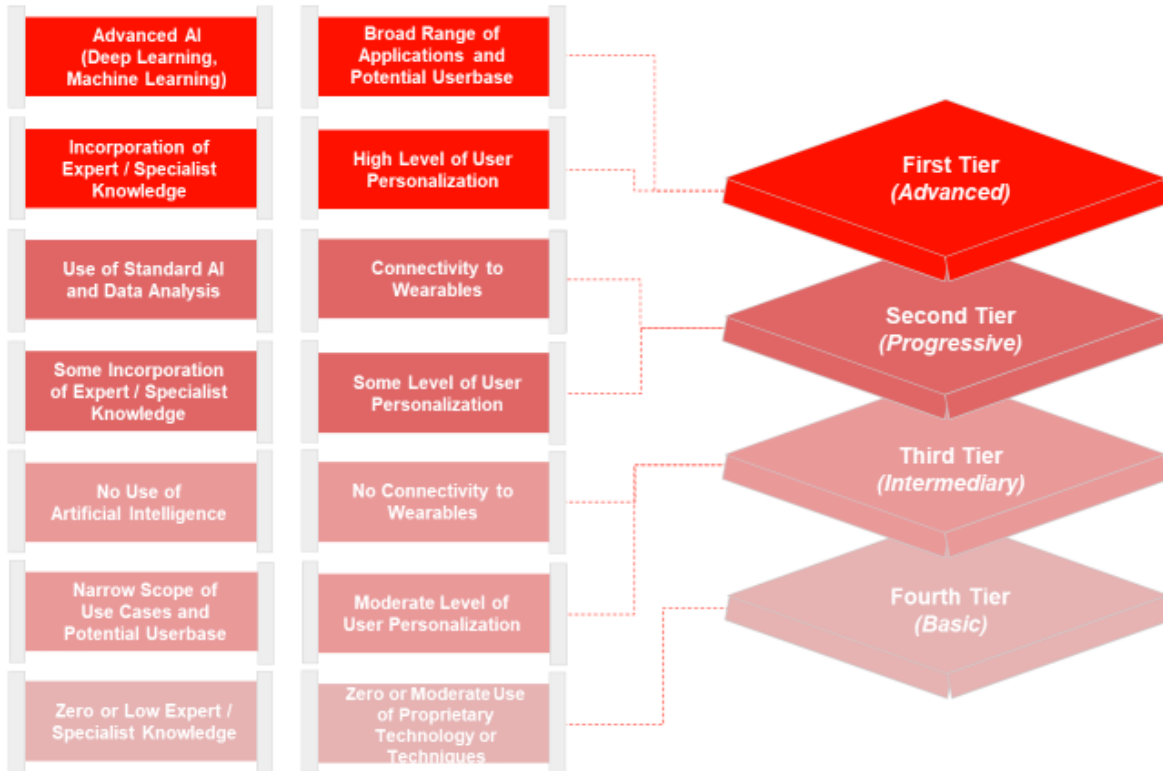 Advanced AI
(Deep Learning,
Machine Learning)
Broad Range of
Applications and
Potential Userbase
Incorporation of
Expert / Specialist
Knowledge
High Level of User
Personalization
First Tier
(Advanced)
Use of Standard AI
and Data Analysis
Connectivity to
Wearables
Second Tier
(Progressive)
Some Incorporation
of Expert / Specialist
Knowledge
Some Level of User
Personalization
No Use of
Artificial Intelligence
No Connectivity to
Wearables
Third Tier
(Intermediary)
Narrow Scope of
Use Cases and
Potential Userbase
Moderate Level of
User Personalization
Fourth Tier
(Basic)
Zero or Low Expert /
Specialist Knowledge
Zero or Moderate Use
of Proprietary
Technology or
Techniques